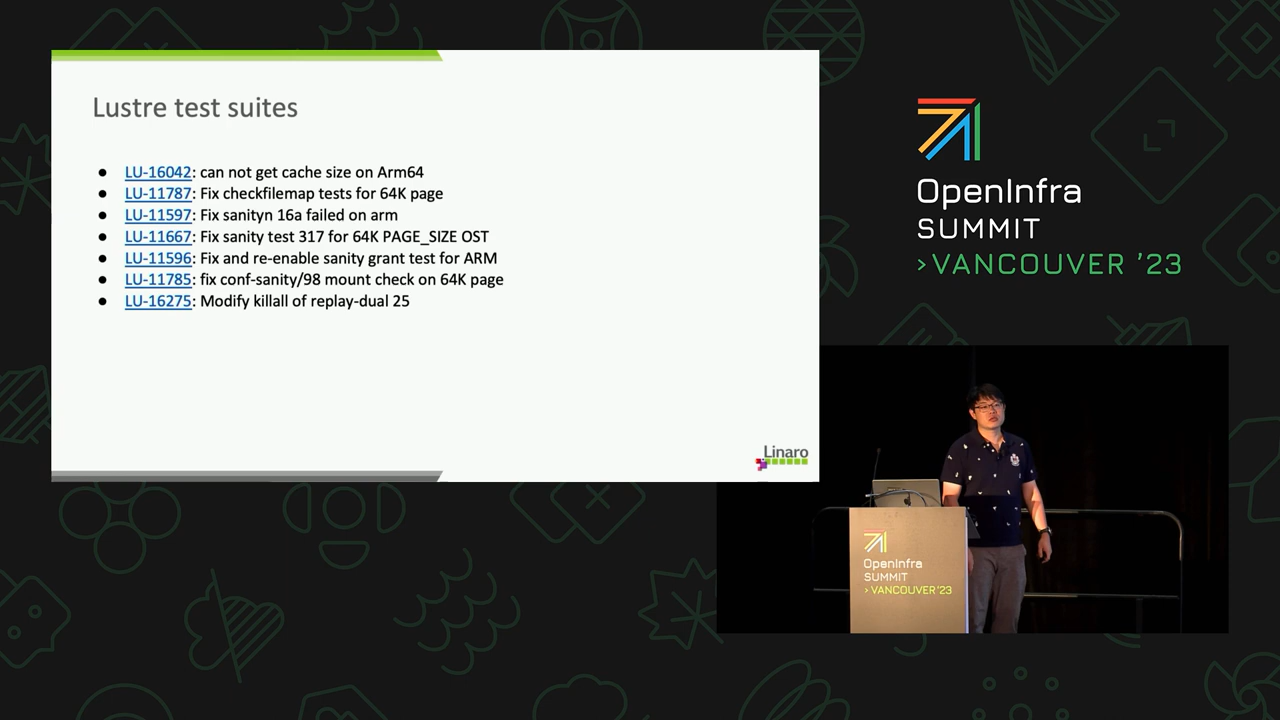 Lustre test suites
● LU-16042: can not get cache size on Arm64
● LU-11787: Fix checkfilemap tests for 64K page
● LU-11597: Fix sanityn 16a failed on arm
● LU-11667: Fix sanity test 317 for 64K PAGE_SIZE OST
● LU-11596: Fix and re-enable sanity grant test for ARM
● LU-11785: fix conf-sanity/98 mount check on 64K page
● LU-16275: Modify killall of replay-dual 25
Linaro
OpenInfra
SUMMIT
>VANCOUVER '23
OpenInfra
SUMMIT
>VANCOUVER '23